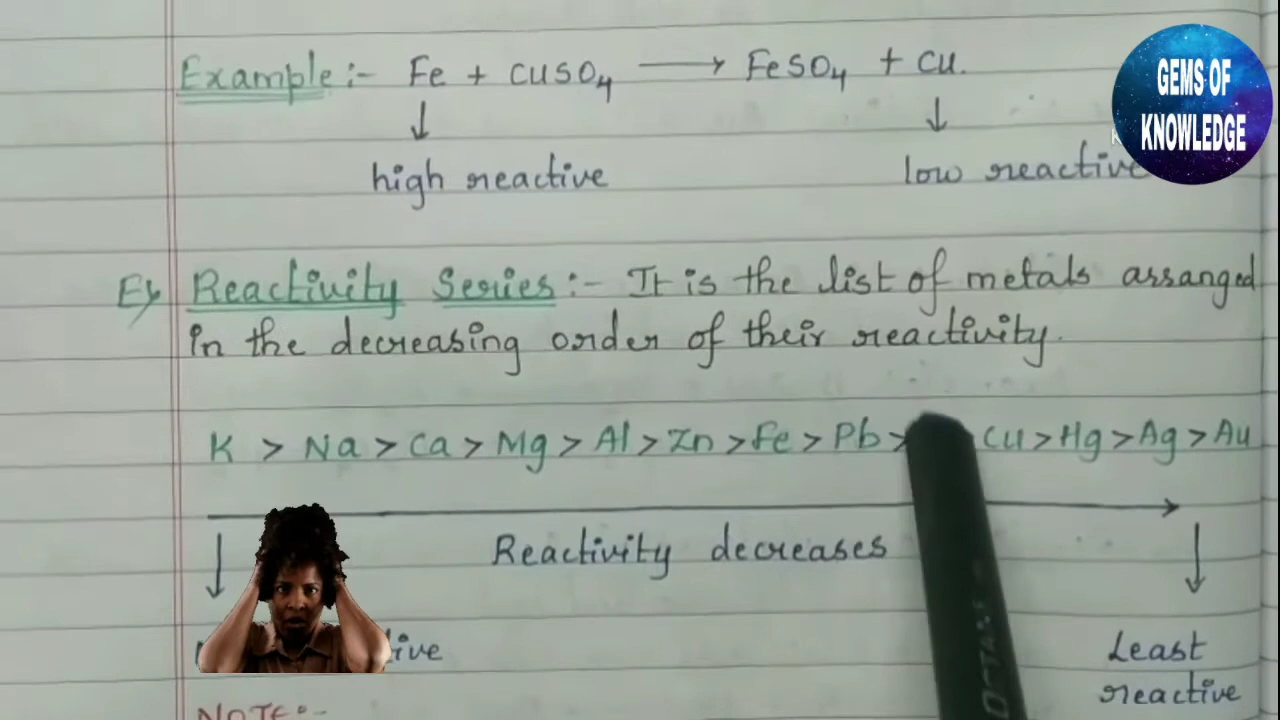 Example :- Fe + CuSO4 → FeSO4 + Cu.
↓ ↓
high reactive low reactive
GEMS OF
KNOWLEDGE
Ex Reactivity Series :- It is the list of metals arranged
in the decreasing order of their reactivity.
K > Na > Ca > Mg > Al > Zn > Fe > Pb > Cu > Hg > Ag > Au
Reactivity decreases
Least
reactive
NOTE :-